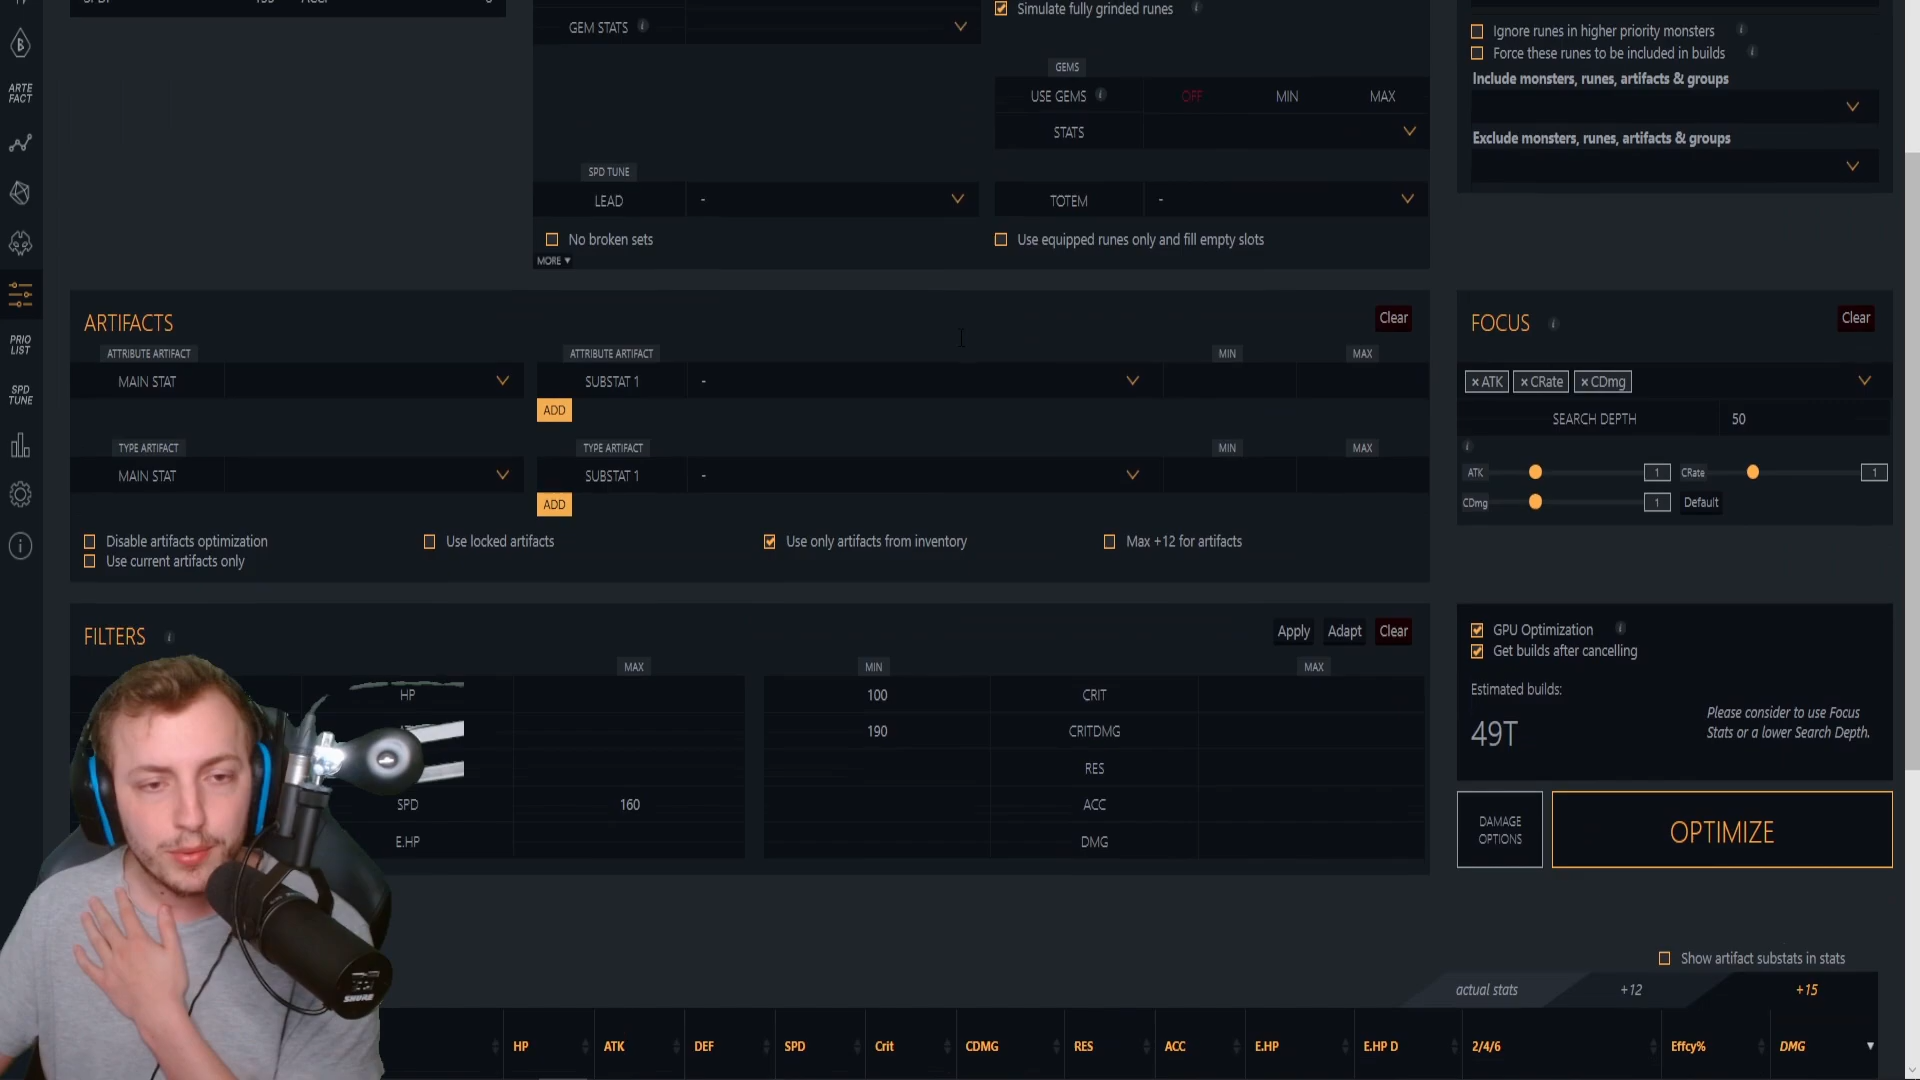 GEM STATS
Simulate fully grinded runes
GEMS
USE GEMS OFF MIN MAX
STATS
SPD TUNE
LEAD -
TOTEM -
No broken sets
Use equipped runes only and fill empty slots
MORE
Ignore runes in higher priority monsters
Force these runes to be included in builds
Include monsters, runes, artifacts & groups
Exclude monsters, runes, artifacts & groups
ARTE
FACT
PRIO
LIST
SPD
TUNE
ARTIFACTS
Clear
ATTRIBUTE ARTIFACT ATTRIBUTE ARTIFACT MIN MAX
MAIN STAT SUBSTAT 1 -
ADD
TYPE ARTIFACT TYPE ARTIFACT MIN MAX
MAIN STAT SUBSTAT 1 -
ADD
Disable artifacts optimization Use locked artifacts Use only artifacts from inventory Max +12 for artifacts
Use current artifacts only
FOCUS
Clear
×ATK ×CRate ×CDmg
SEARCH DEPTH 50
ATK 1 CRate 1
CDmg 1 Default
FILTERS
Apply Adapt Clear
MAX MIN MAX
HP 100 CRIT
190 CRITDMG
RES
SPD 160 ACC
E.HP DMG
GPU Optimization
Get builds after cancelling
Estimated builds:
49T
Please consider to use Focus
Stats or a lower Search Depth.
DAMAGE
OPTIONS
OPTIMIZE
SHURE
Show artifact substats in stats
actual stats +12 +15
HP ATK DEF SPD Crit CDMG RES ACC E.HP E.HP D 2/4/6 Effcy% DMG